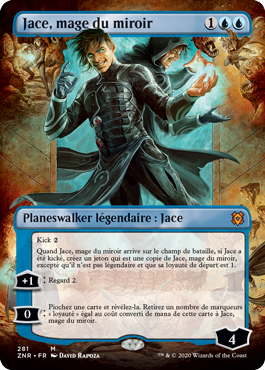 Jace, mage du miroir 1
Planeswalker légendaire : Jace
Kick 2
Quand Jace, mage du miroir arrive sur le champ de bataille, si Jace a
été kické, créez un jeton qui est une copie de Jace, mage du miroir,
excepté qu'il n'est pas légendaire et que sa loyauté de départ est 1.
+1 : Regard 2.
0 : Piochez une carte et révélez-la. Retirez un nombre de marqueurs
« loyauté » égal au coût converti de mana de cette carte à Jace,
mage du miroir.
4
281 M
ZNR • FR DAVID RAPOZA ™ & © 2020 Wizards of the Coast